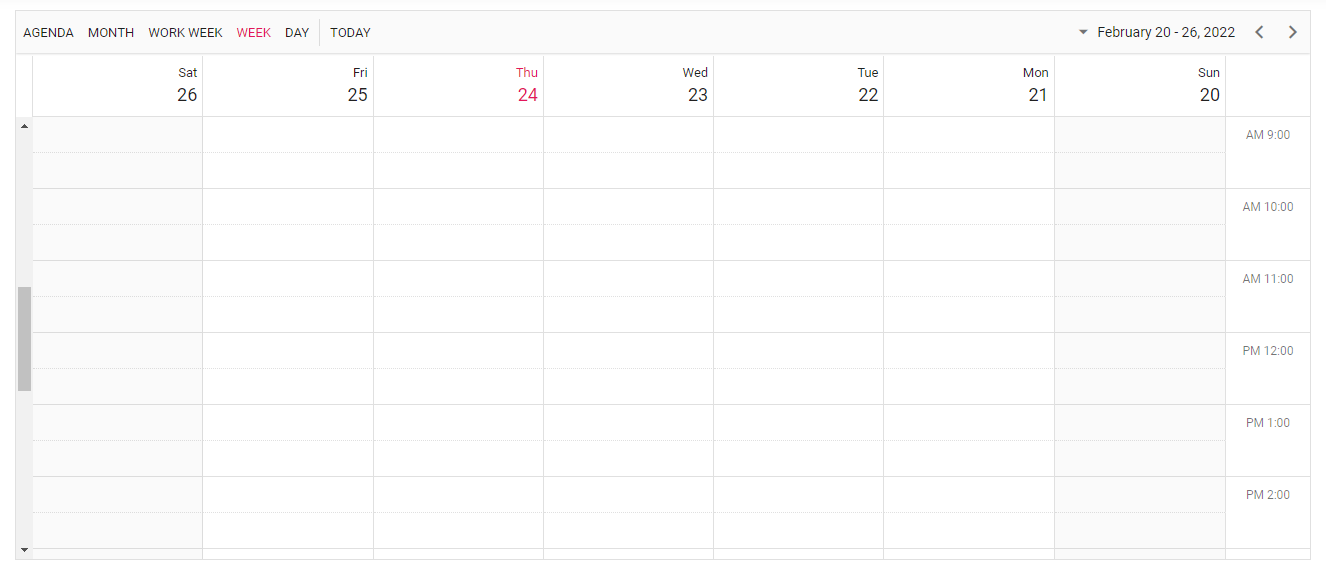 AGENDA MONTH WORK WEEK WEEK DAY TODAY February 20 - 26, 2022
Sat Fri Thu Wed Tue Mon Sun
26 25 24 23 22 21 20
AM 9:00
AM 10:00
AM 11:00
PM 12:00
PM 1:00
PM 2:00